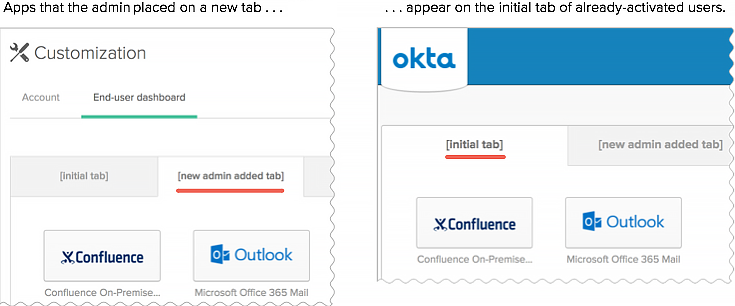 Apps that the admin placed on a new tab . . .
Customization
Account End-user dashboard
[initial tab] [new admin added tab]
Confluence Outlook
Confluence On-Premise... Microsoft Office 365 Mail
. . . appear on the initial tab of already-activated users.
okta
[initial tab] [new admin added tab]
Confluence Outlook
Confluence On-Premise... Microsoft Office 365 Mail